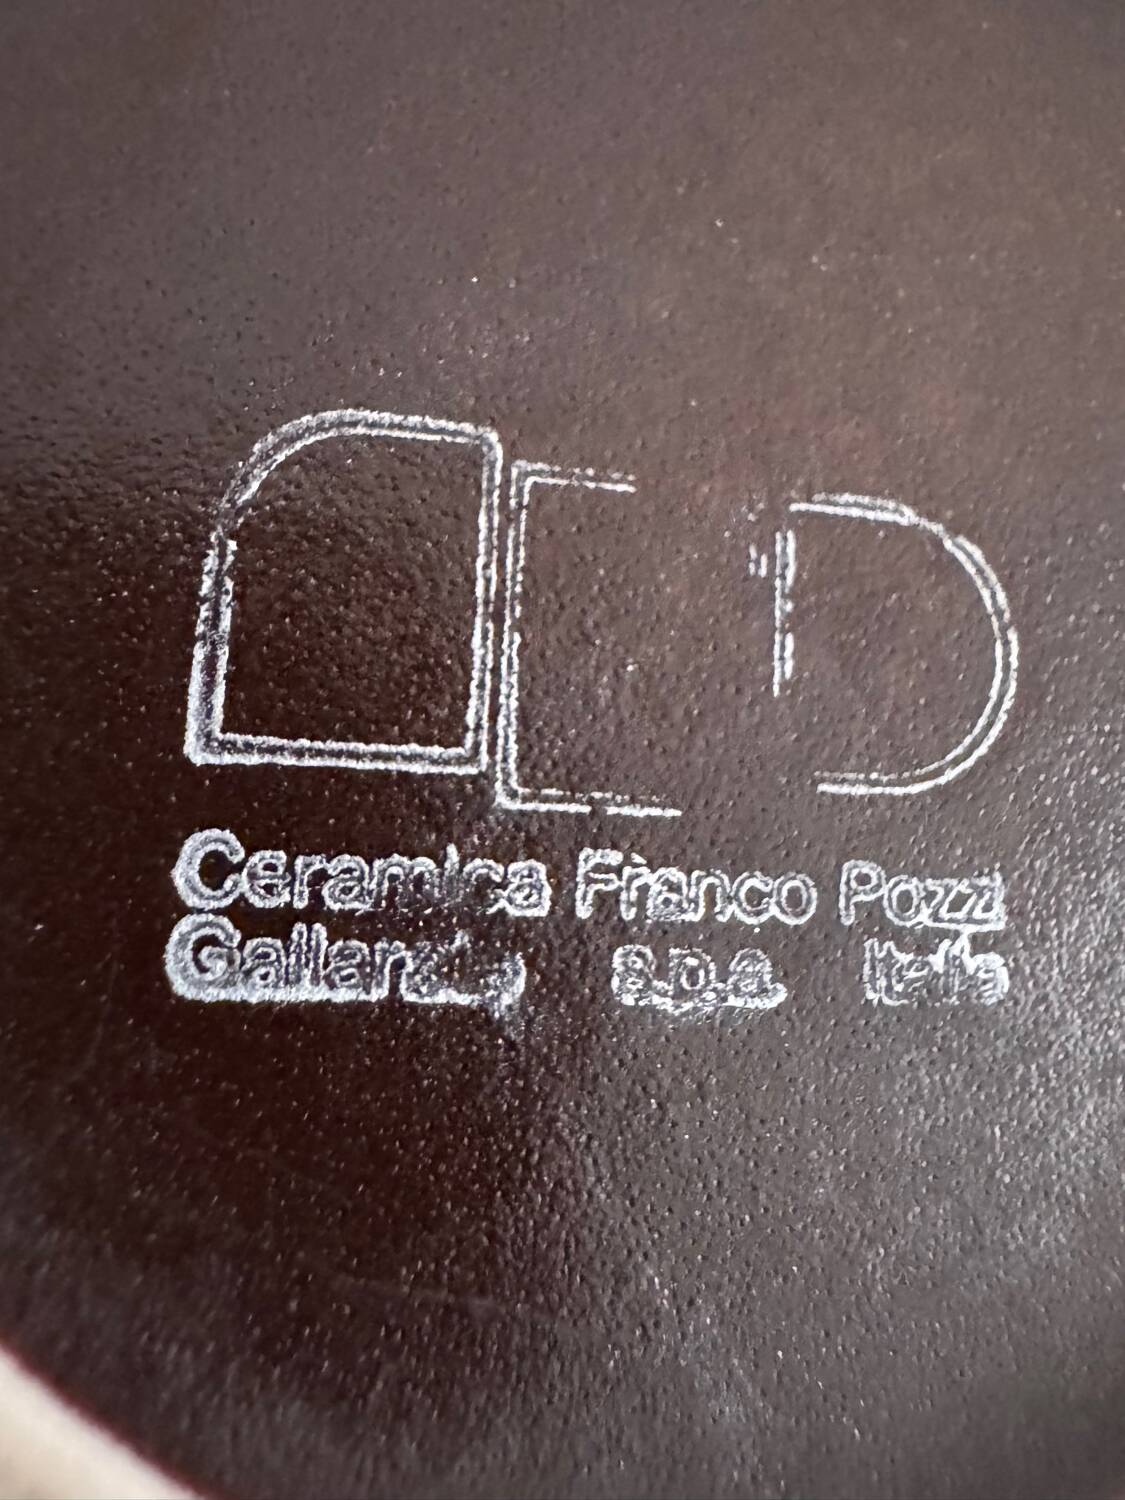 Ceramica Franco Pozzi
Gallarate s.p.a. Italia